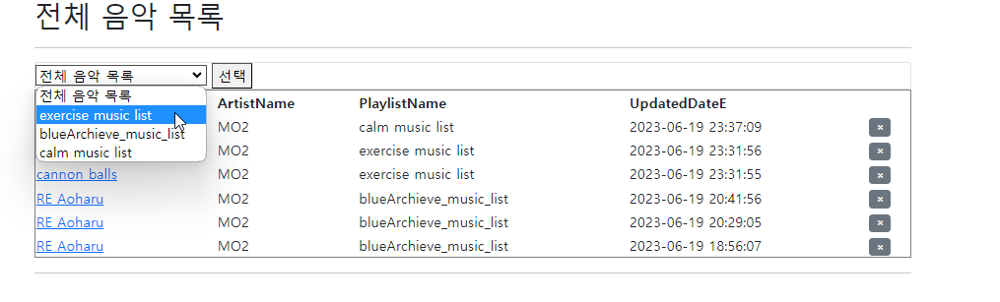 전체 음악 목록
전체 음악 목록 선택
전체 음악 목록
exercise music list
blueArchieve_music_list
calm music list
ArtistName PlaylistName UpdatedDateE
MO2 calm music list 2023-06-19 23:37:09 ×
MO2 exercise music list 2023-06-19 23:31:56 ×
cannon balls MO2 exercise music list 2023-06-19 23:31:55 ×
RE Aoharu MO2 blueArchieve_music_list 2023-06-19 20:41:56 ×
RE Aoharu MO2 blueArchieve_music_list 2023-06-19 20:29:05 ×
RE Aoharu MO2 blueArchieve_music_list 2023-06-19 18:56:07 ×